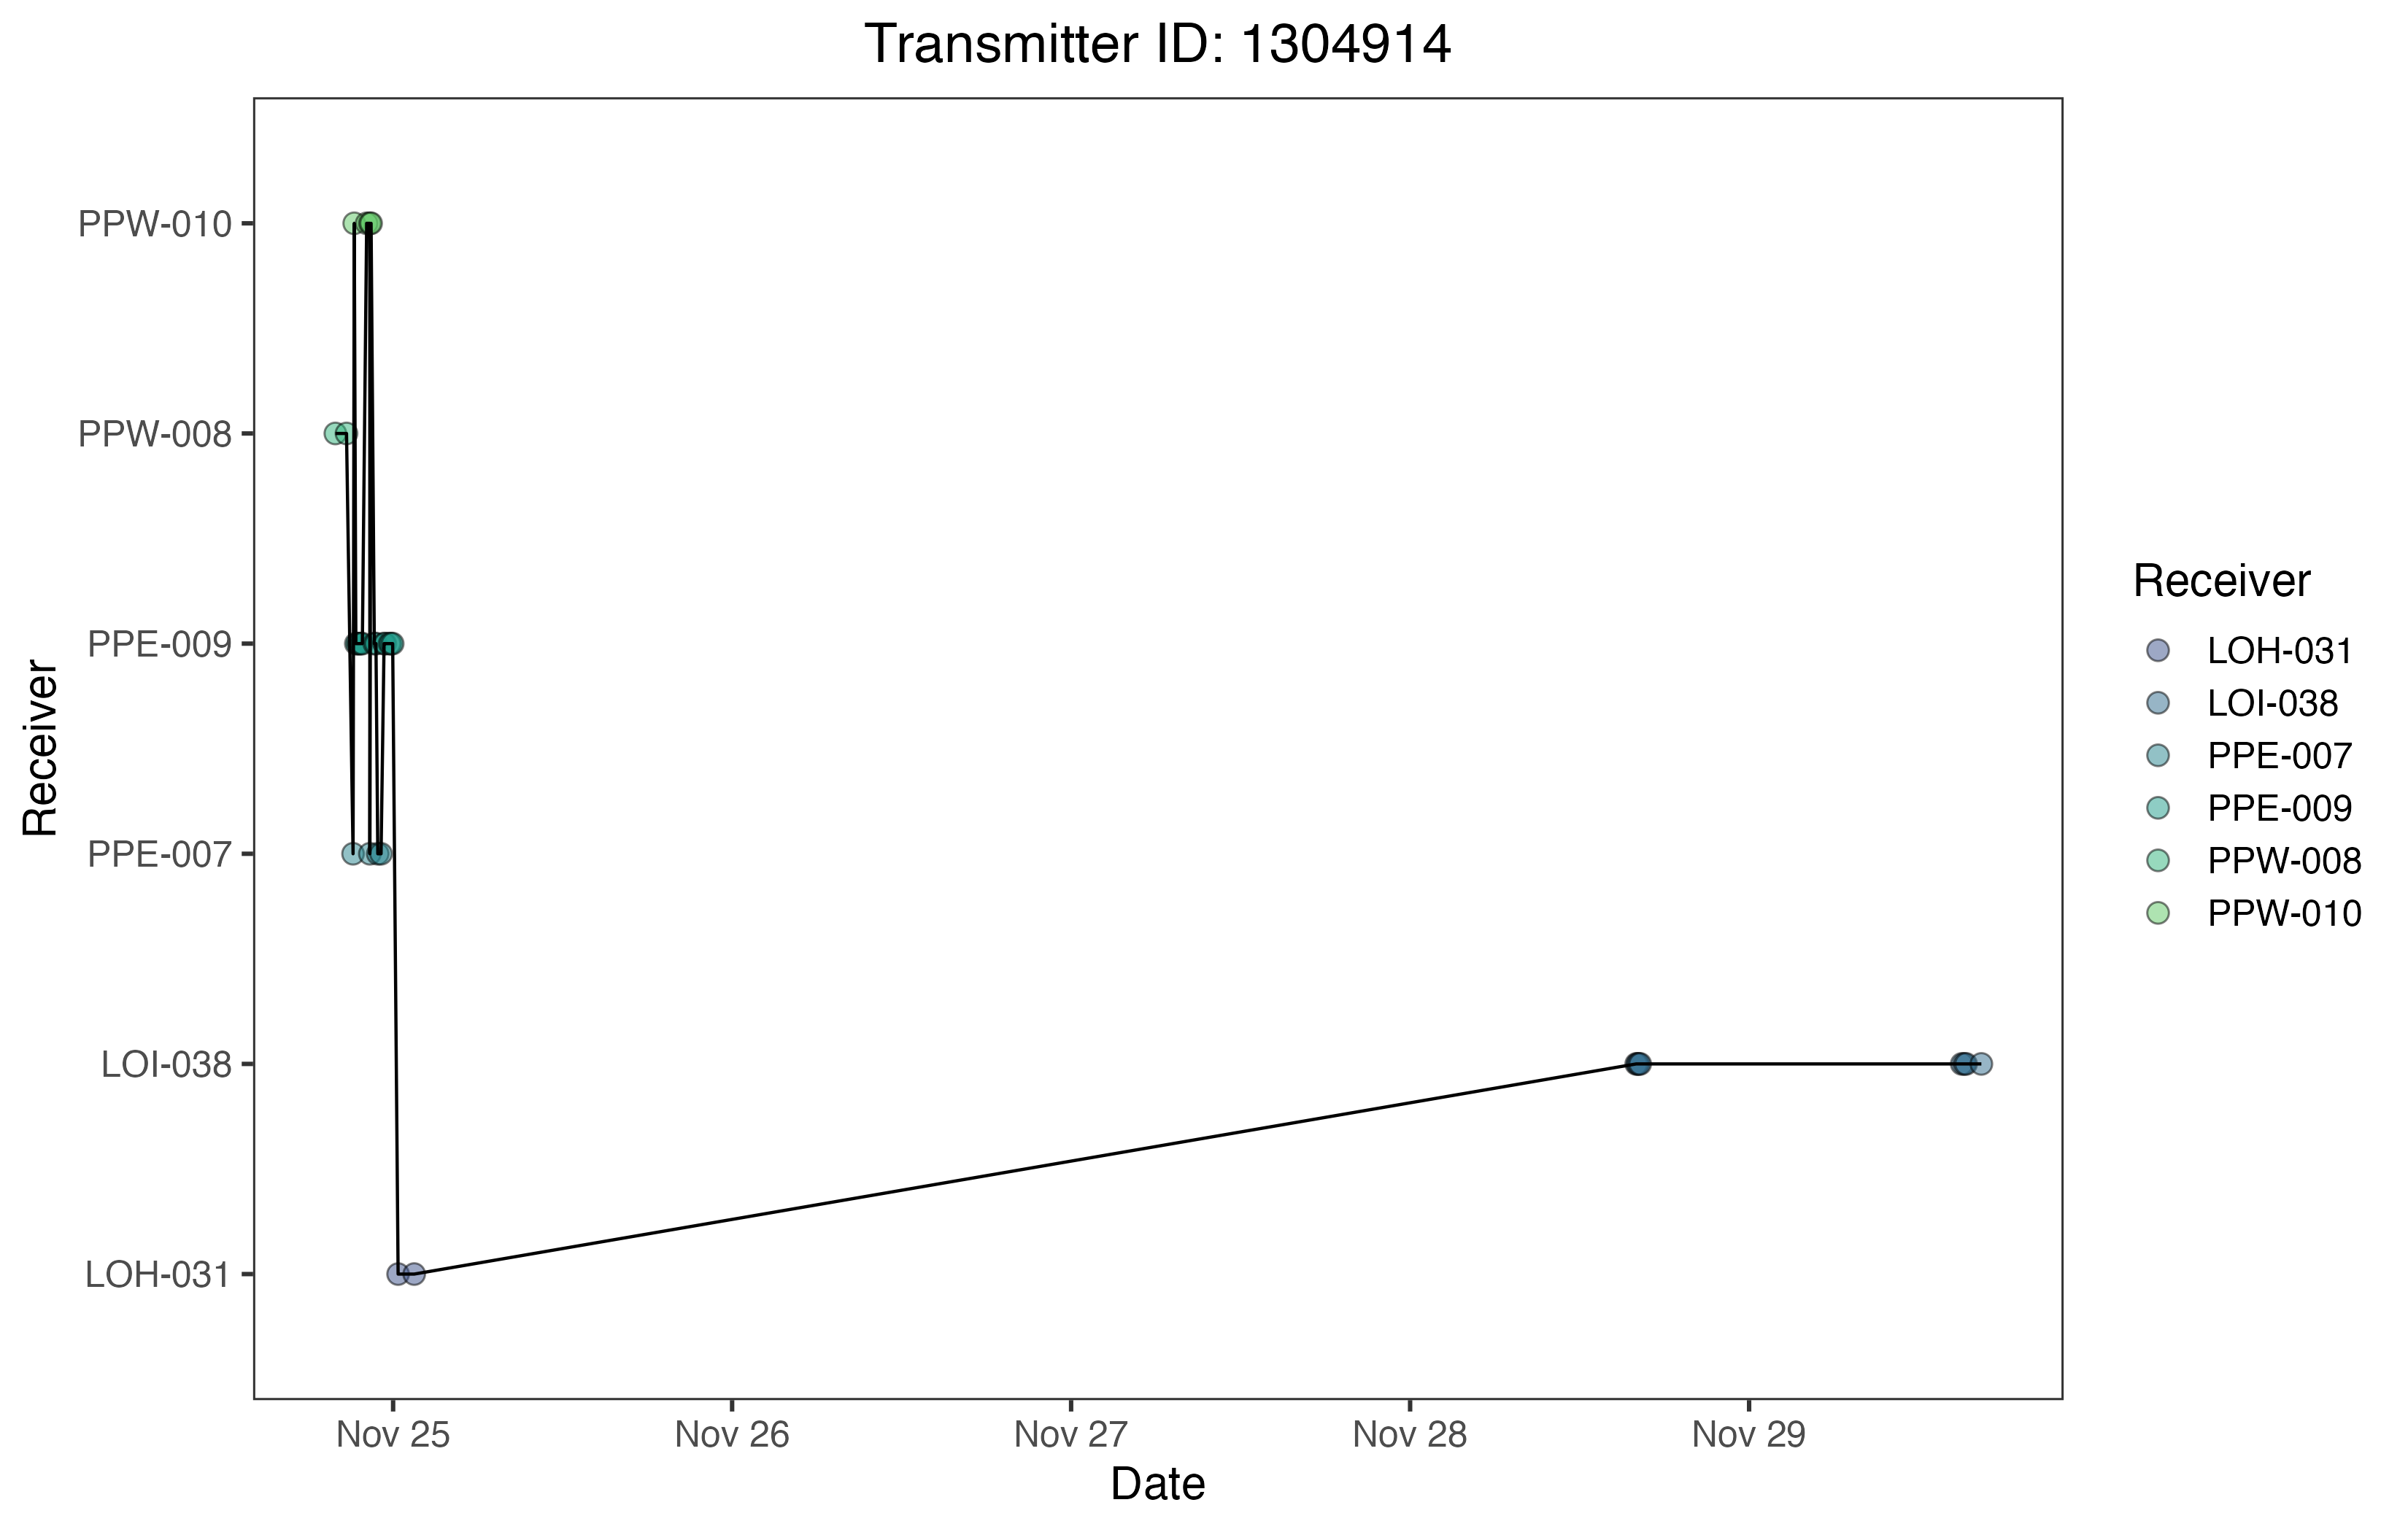 Transmitter ID: 1304914
Receiver
PPW-010
PPW-008
PPE-009
PPE-007
LOI-038
LOH-031
Nov 25
Nov 26
Nov 27
Nov 28
Nov 29
Date
Receiver
LOH-031
LOI-038
PPE-007
PPE-009
PPW-008
PPW-010